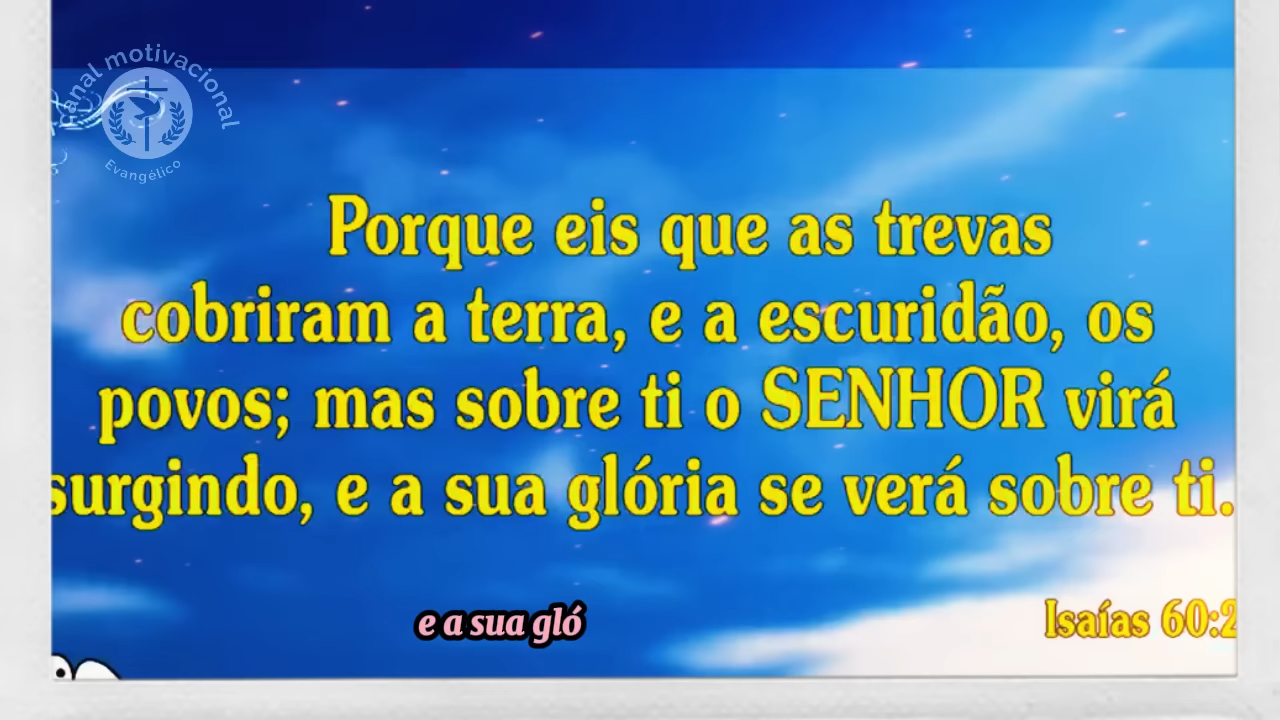 canal motivacional
Evangélico
Porque eis que as trevas
cobriram a terra, e a escuridão, os
povos; mas sobre ti o SENHOR virá
surgindo, e a sua glória se verá sobre ti.
e a sua gló
Isaías 60:2